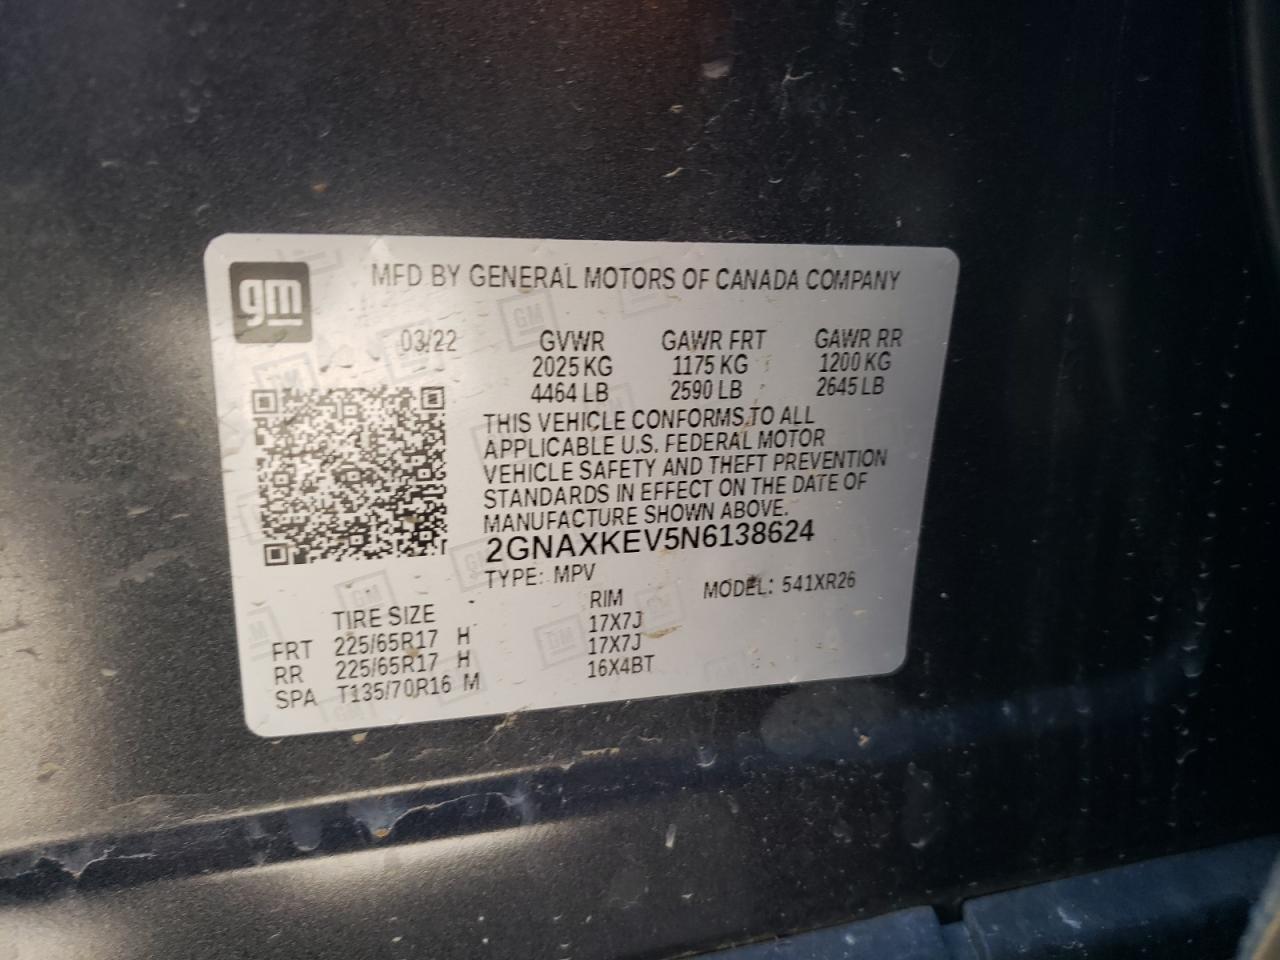 gm
MFD BY GENERAL MOTORS OF CANADA COMPANY
03/22 GVWR GAWR FRT GAWR RR
2025 KG 1175 KG 1200 KG
4464 LB 2590 LB 2645 LB
THIS VEHICLE CONFORMS TO ALL
APPLICABLE U.S. FEDERAL MOTOR
VEHICLE SAFETY AND THEFT PREVENTION
STANDARDS IN EFFECT ON THE DATE OF
MANUFACTURE SHOWN ABOVE.
2GNAXKEV5N6138624
TYPE: MPV MODEL: 541XR26
TIRE SIZE RIM
FRT 225/65R17 H 17X7J
RR 225/65R17 H 17X7J
SPA T135/70R16 M 16X4BT